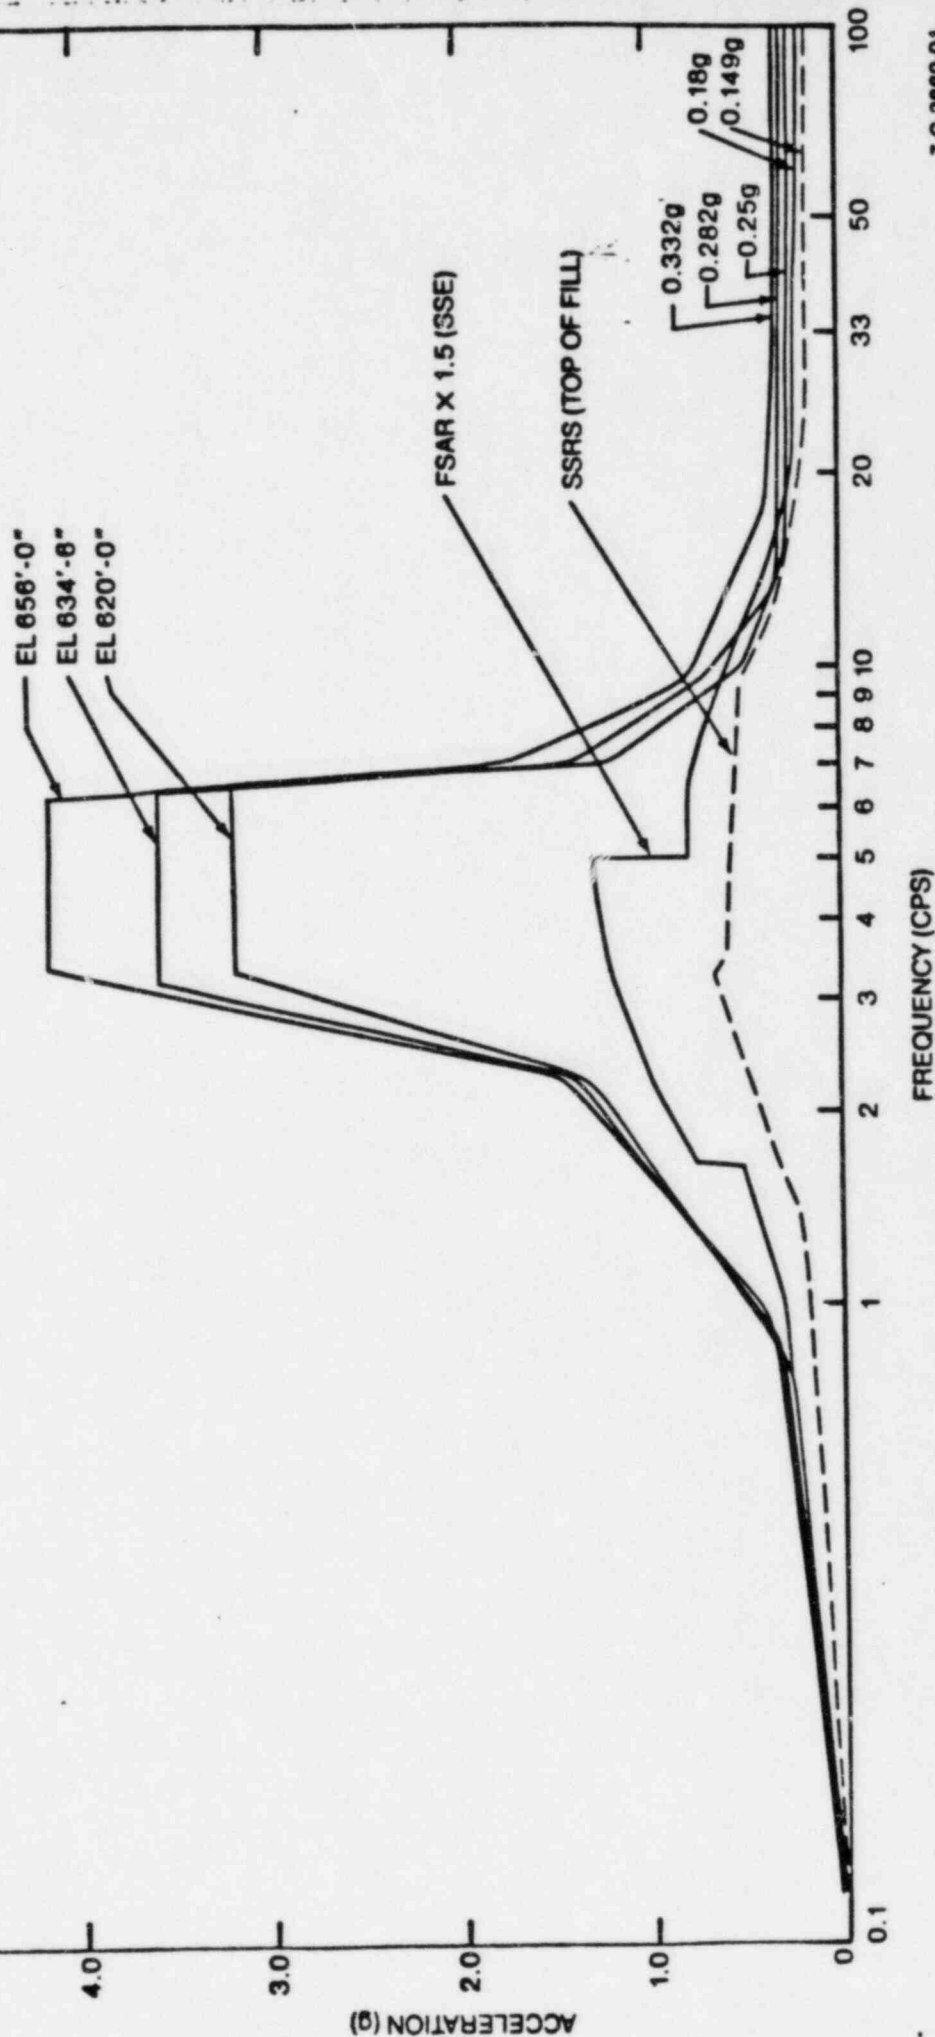 EL 656'-0"
EL 634'-6"
EL 620'-0"
FSAR X 1.5 (SSE)
SSRS (TOP OF FILL)
0.332g
0.282g
0.25g
0.18g
0.149g
ACCELERATION (g)
4.0
3.0
2.0
1.0
0
0.1
1
2
3
4
5
6
7
8
9
10
20
33
50
100
FREQUENCY (CPS)